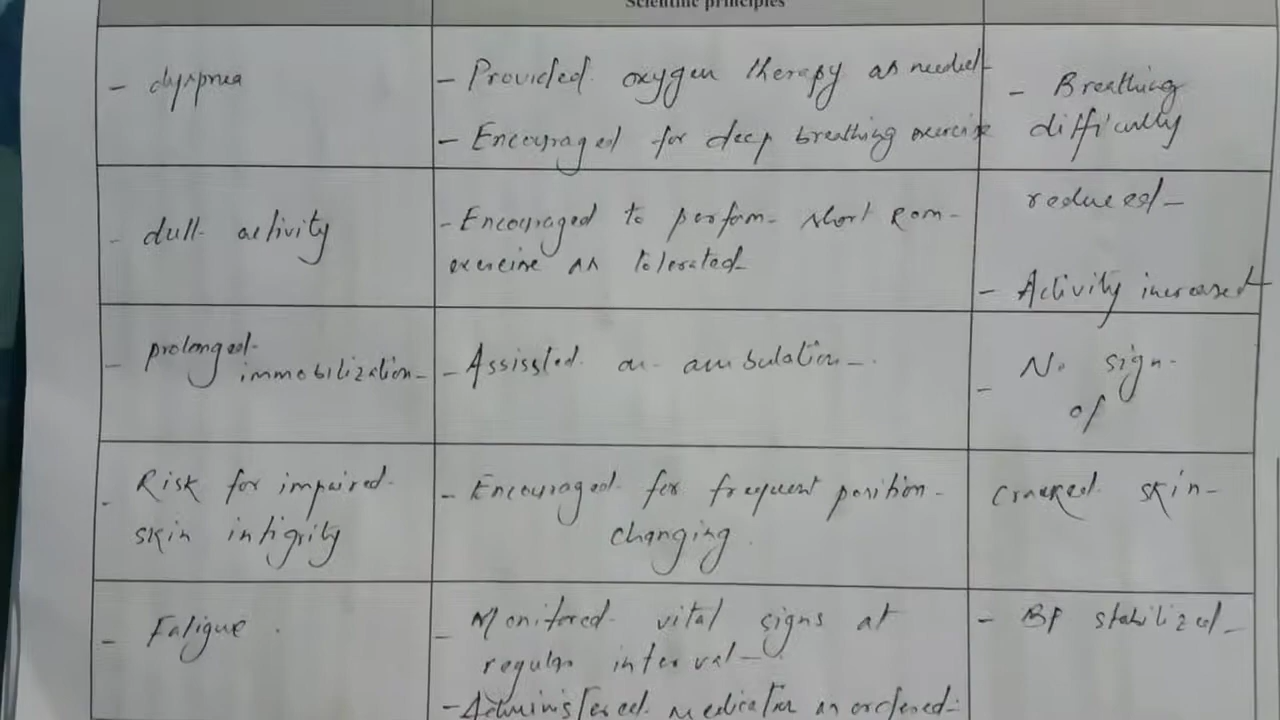 Scientific principles
- dyspnea
- Provided oxygen therapy as needed
- Encouraged for deep breathing exercise
- Breathing
difficulty
reduced
- dull activity
- Encouraged to perform short Rom
exercise as tolerated
- Activity increased
- prolonged
immobilization
- Assissted on ambulation
- No sign
of
cracked skin
- Risk for impaired
skin intigrity
- Encouraged for frequent position
changing
- Fatigue
- Monitored vital signs at
regular interval
- Administered medication as ordered
- BP stabilized